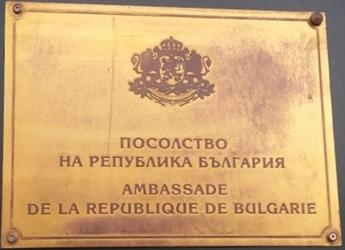 ПОСОЛСТВО
НА РЕПУБЛИКА БЪЛГАРИЯ
AMBASSADE
DE LA REPUBLIQUE DE BULGARIE